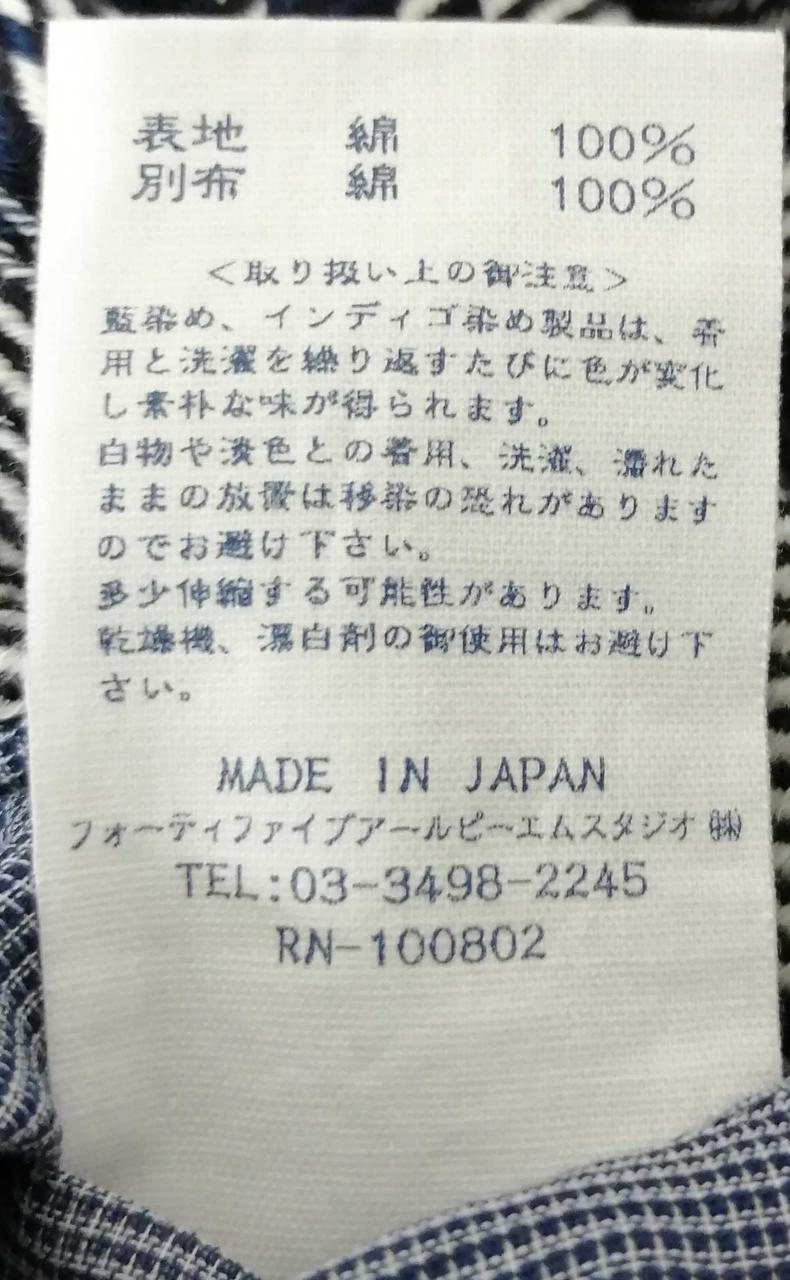 表地 綿 100%
別布 綿 100%
<取り扱い上の御注意>
藍染め、インディゴ染め製品は、着
用と洗濯を繰り返すたびに色が変化
し素朴な味が得られます。
白物や淡色との着用、洗濯、濡れた
ままの放置は移染の恐れがあります
のでお避け下さい。
多少伸縮する可能性があります。
乾燥機、漂白剤の御使用はお避け下
さい。
MADE IN JAPAN
フォーティファイブアールピーエムスタジオ㈱
TEL:03-3498-2245
RN-100802